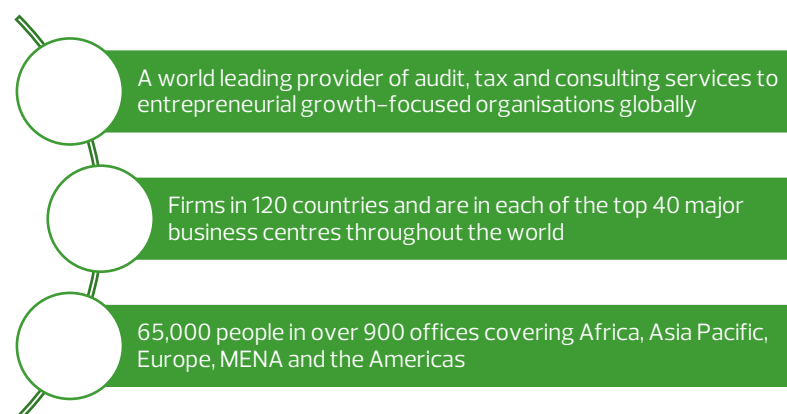 A world leading provider of audit, tax and consulting services to
entrepreneurial growth-focused organisations globally
Firms in 120 countries and are in each of the top 40 major
business centres throughout the world
65,000 people in over 900 offices covering Africa, Asia Pacific,
Europe, MENA and the Americas